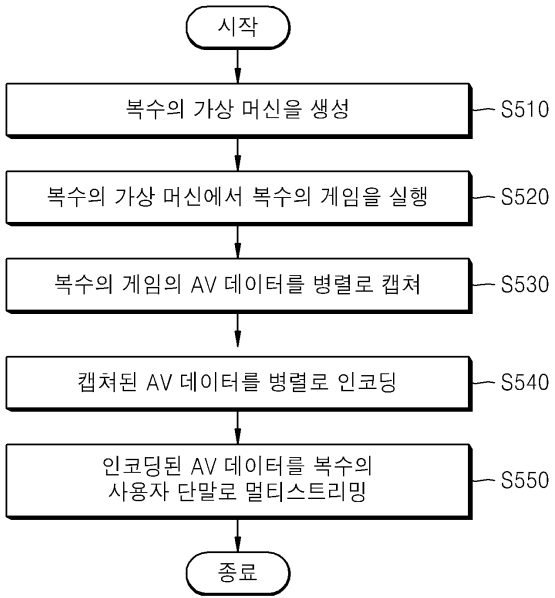 시작
복수의 가상 머신을 생성
S510
복수의 가상 머신에서 복수의 게임을 실행
S520
복수의 게임의 AV 데이터를 병렬로 캡쳐
S530
캡쳐된 AV 데이터를 병렬로 인코딩
S540
인코딩된 AV 데이터를 복수의
사용자 단말로 멀티스트리밍
S550
종료